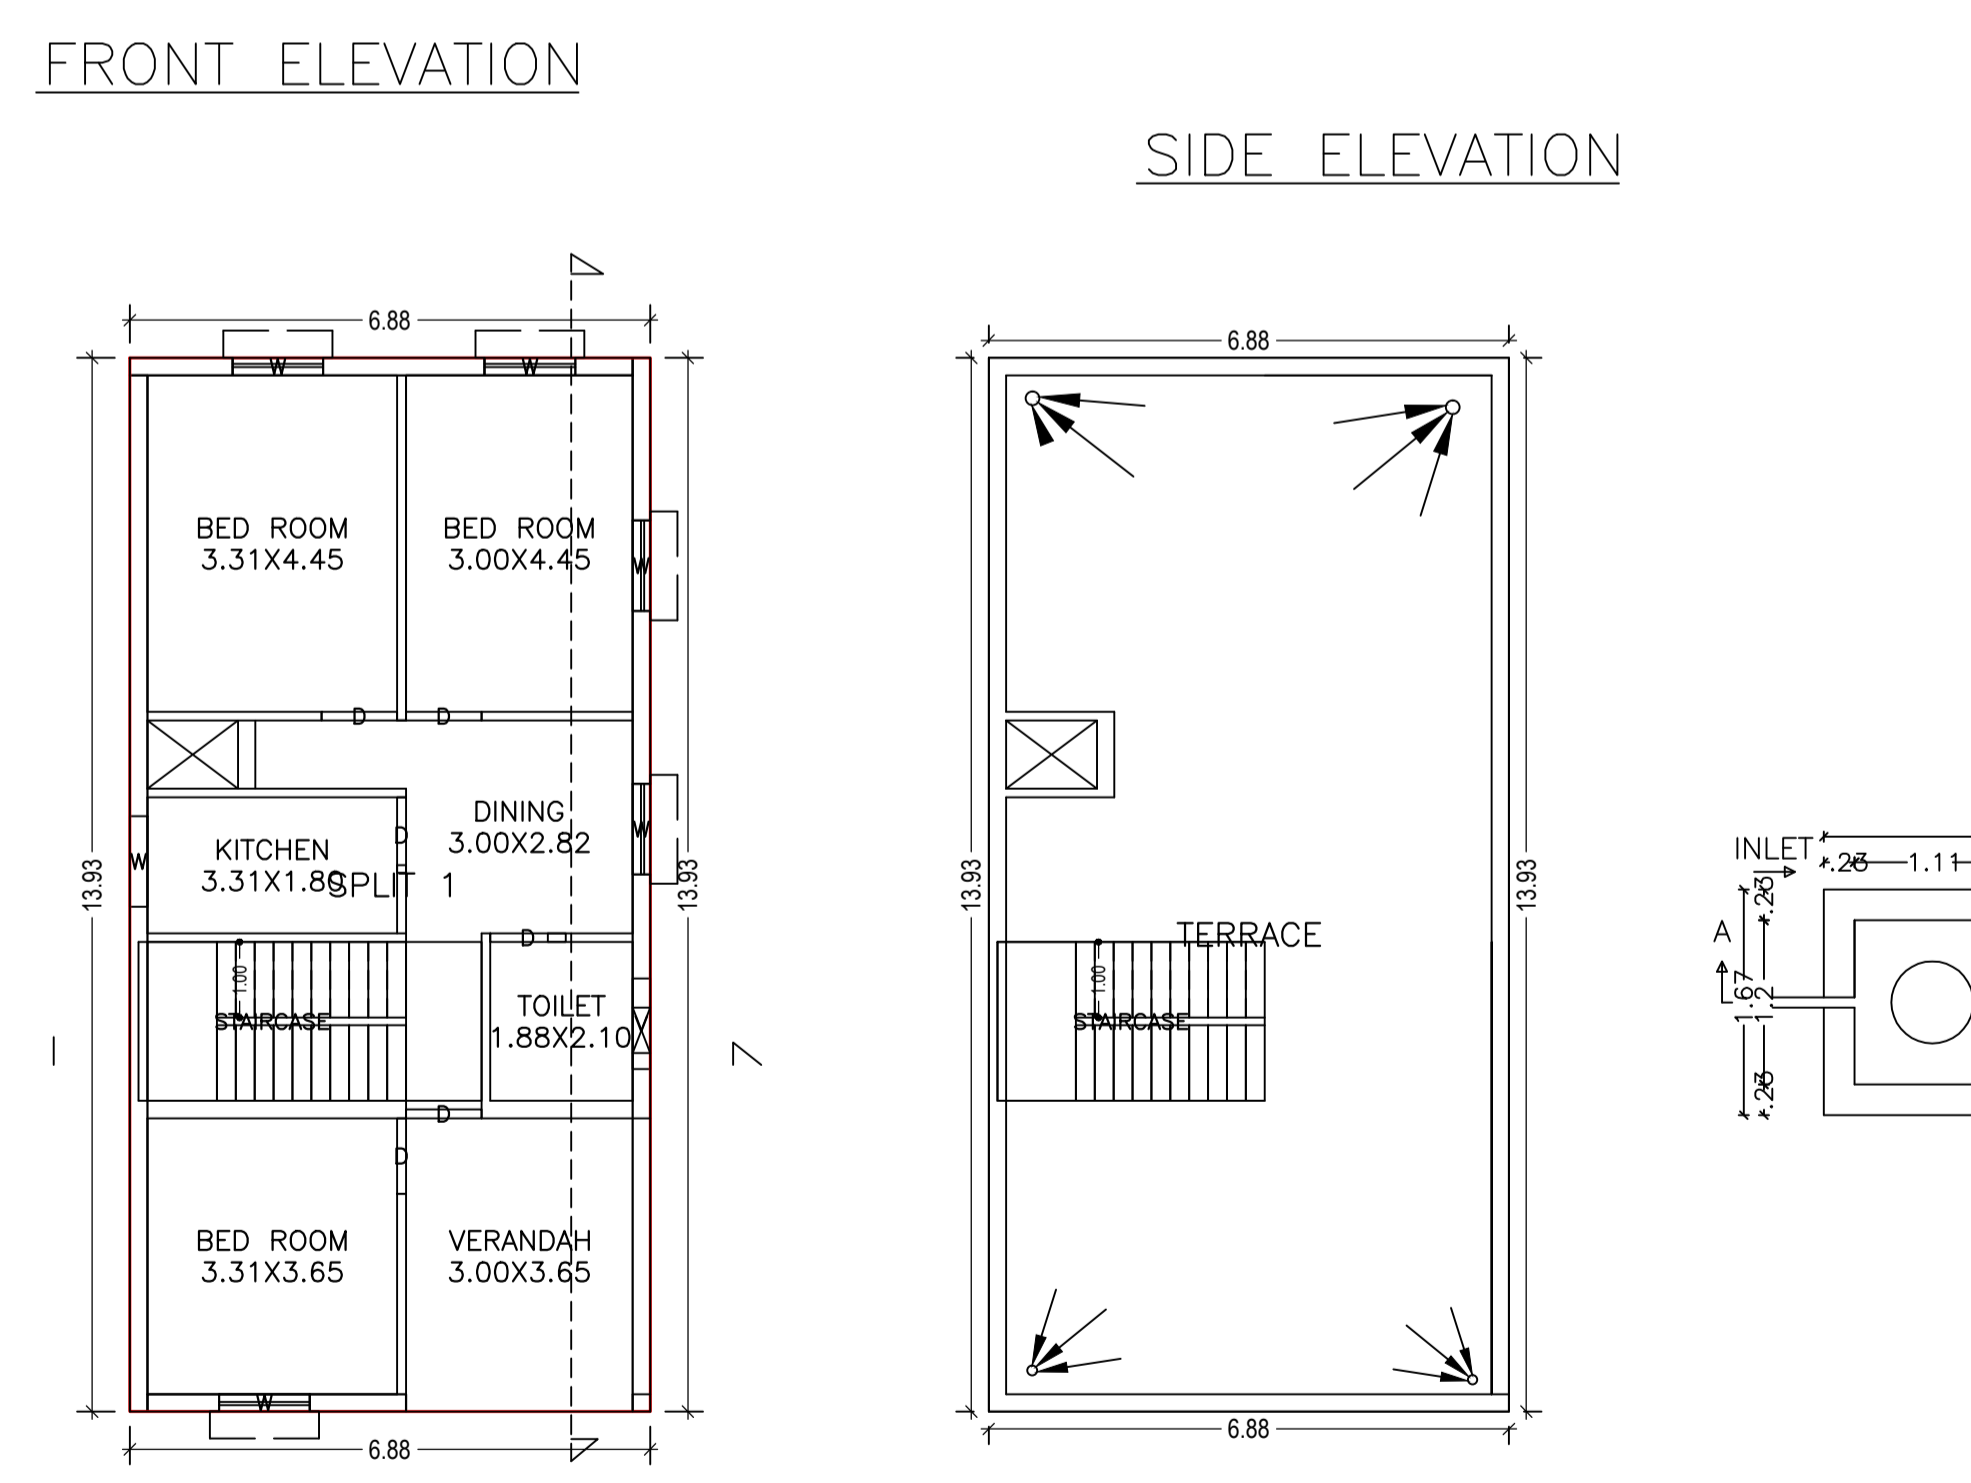 FRONT ELEVATION
SIDE ELEVATION
6.88
6.88
W
W
BED ROOM
3.31X4.45
BED ROOM
3.00X4.45
W
D
D
DINING
3.00X2.82
W
D
KITCHEN
3.31X1.80
W
SPLIT 1
13.93
13.93
13.93
13.93
D
1.00
STAIRCASE
TOILET
1.88X2.10
TERRACE
1.00
STAIRCASE
D
D
BED ROOM
3.31X3.65
VERANDAH
3.00X3.65
W
6.88
6.88
INLET
.23
1.11
.23
A
1.67
1.2
.23